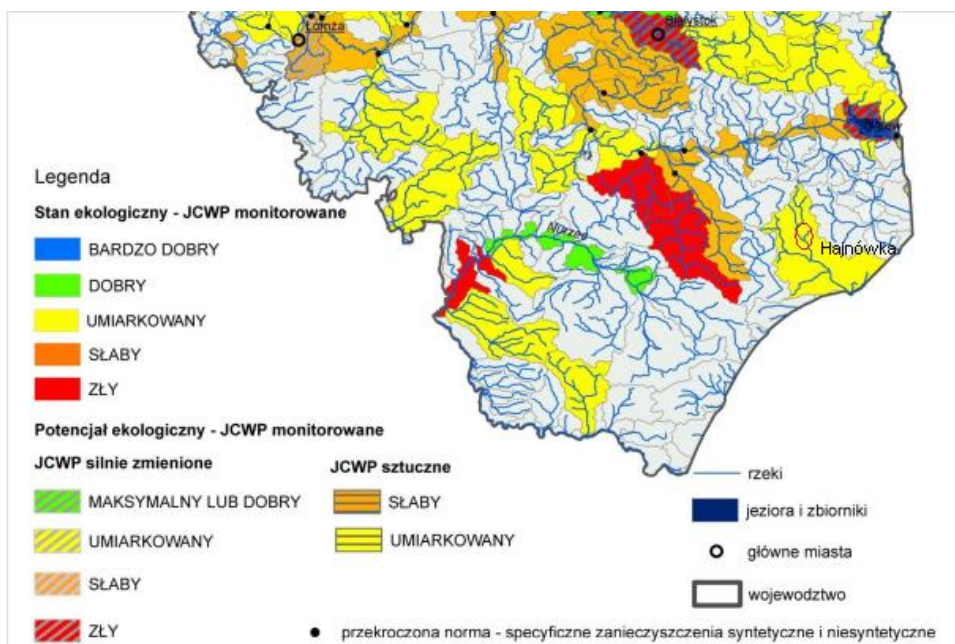 Łomża
Białystok
Nurzec
Hajnówka
Legenda
Stan ekologiczny - JCWP monitorowane
BARDZO DOBRY
DOBRY
UMIARKOWANY
SŁABY
ZŁY
Potencjał ekologiczny - JCWP monitorowane
JCWP silnie zmienione
MAKSYMALNY LUB DOBRY
UMIARKOWANY
SŁABY
ZŁY
JCWP sztuczne
SŁABY
UMIARKOWANY
rzeki
jeziora i zbiorniki
główne miasta
wojewodztwo
przekroczona norma - specyficzne zanieczyszczenia syntetyczne i niesyntetyczne